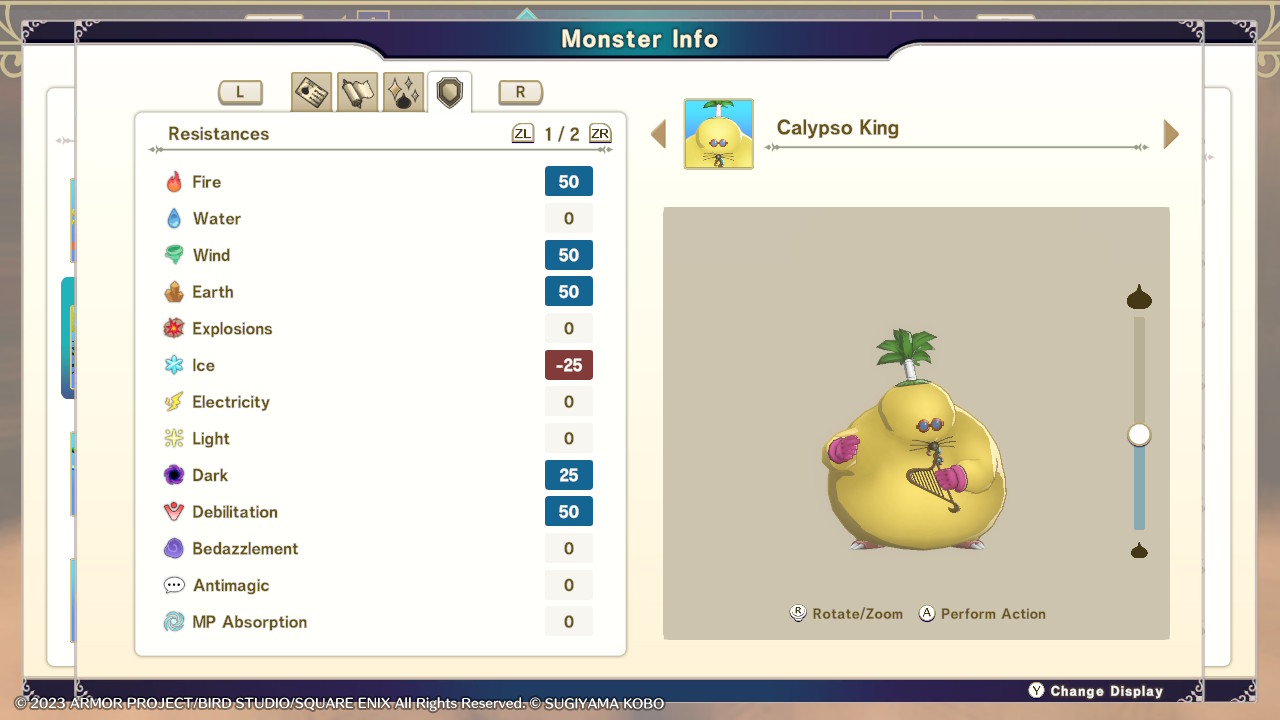 Monster Info
L
R
Resistances
ZL 1 / 2 ZR
Fire 50
Water 0
Wind 50
Earth 50
Explosions 0
Ice -25
Electricity 0
Light 0
Dark 25
Debilitation 50
Bedazzlement 0
Antimagic 0
MP Absorption 0
Calypso King
R Rotate/Zoom A Perform Action
Y Change Display
© 2023 ARMOR PROJECT/BIRD STUDIO/SQUARE ENIX All Rights Reserved. © SUGIYAMA KOBO